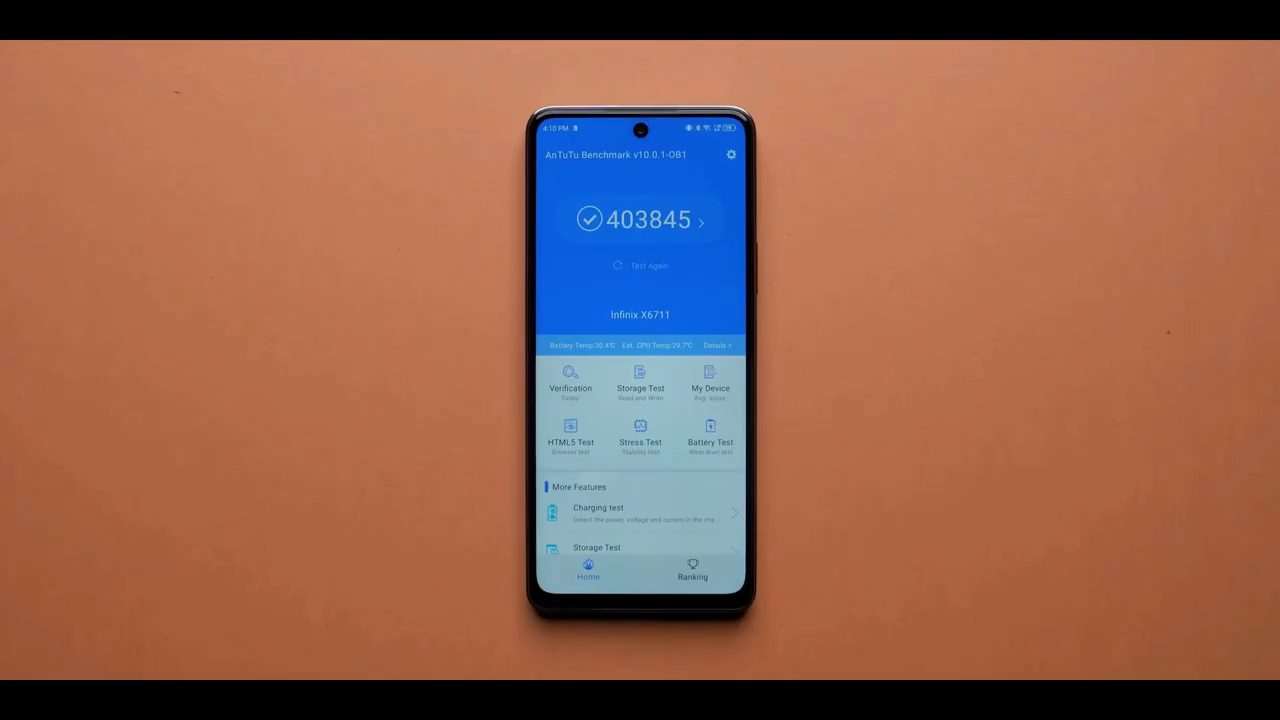 4:10 PM
AnTuTu Benchmark v10.0.1-OB1
403845
Test Again
Infinix X6711
Battery Temp:30.4℃ Est. CPU Temp:29.7℃ Details >
Verification Storage Test My Device
Today Read and Write Avg. score
HTML5 Test Stress Test Battery Test
Browser test Stability test Wear level test
More Features
Charging test
Detect the power, voltage and current in the cha...
Storage Test
Home Ranking